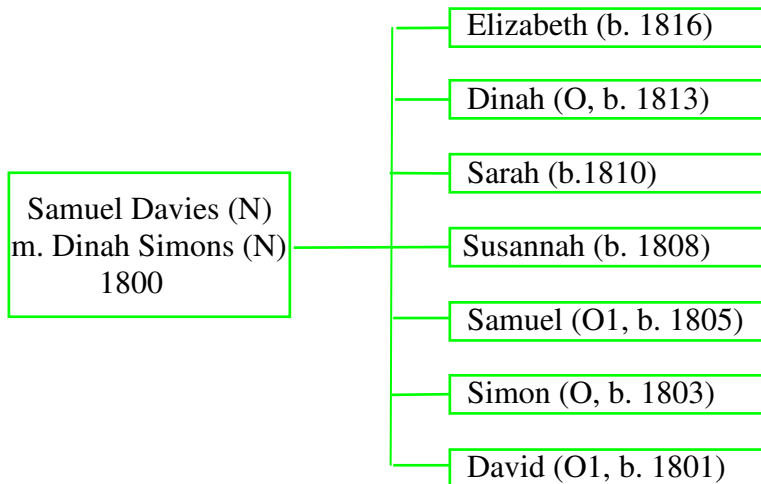 Elizabeth (b. 1816)
Dinah (O, b. 1813)
Sarah (b.1810)
Samuel Davies (N)
m. Dinah Simons (N)
1800
Susannah (b. 1808)
Samuel (O1, b. 1805)
Simon (O, b. 1803)
David (O1, b. 1801)